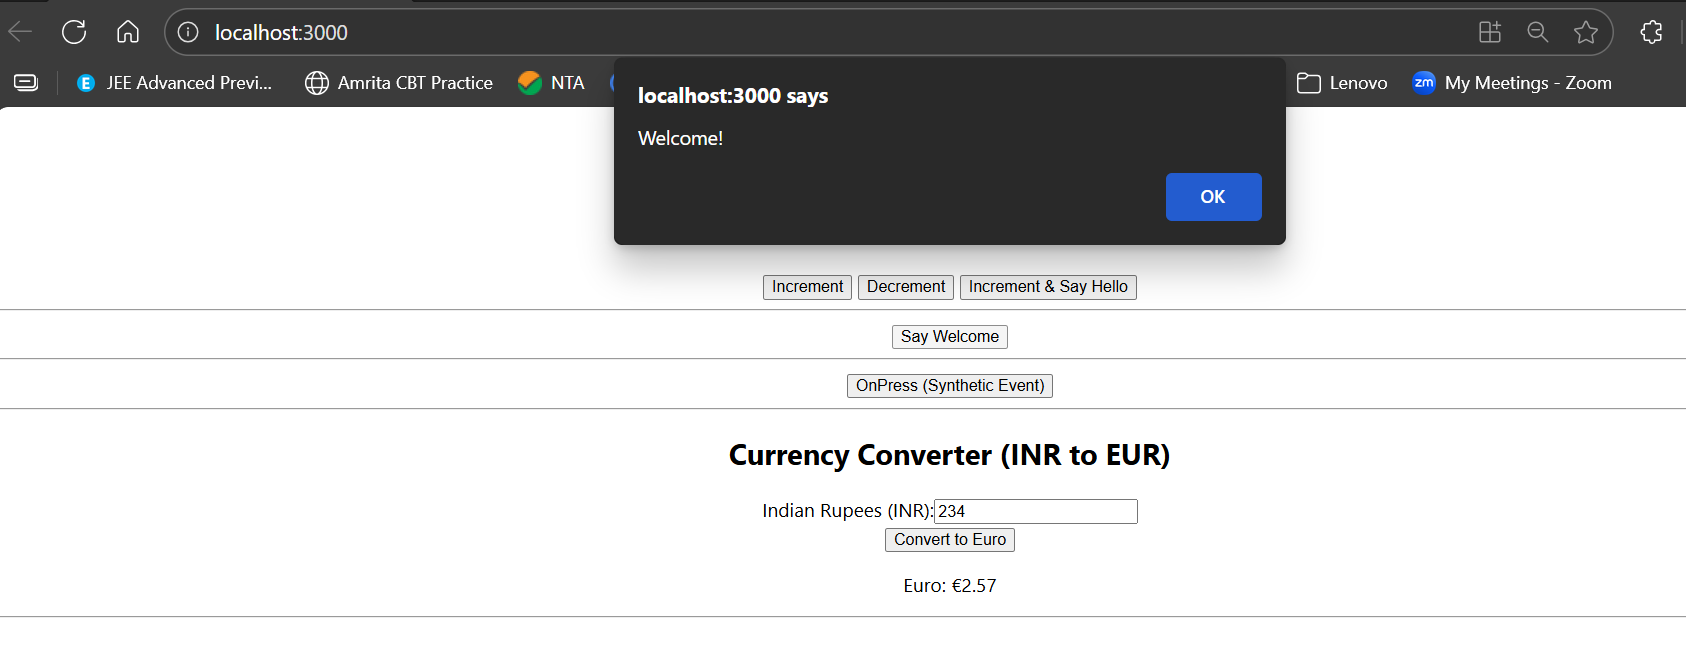 localhost:3000
E JEE Advanced Previ... Amrita CBT Practice NTA Lenovo zm My Meetings - Zoom
localhost:3000 says
Welcome!
OK
Increment Decrement Increment & Say Hello
Say Welcome
OnPress (Synthetic Event)
Currency Converter (INR to EUR)
Indian Rupees (INR): 234
Convert to Euro
Euro: €2.57